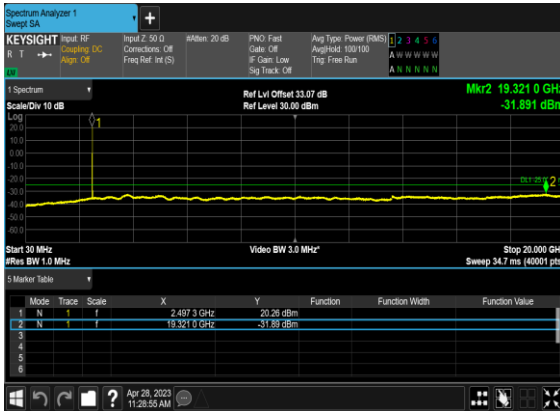 Spectrum Analyzer 1
Swept SA
+
KEYSIGHT Input: RF Input Z: 50 Ω #Atten: 20 dB PNO: Fast Avg Type: Power (RMS) 1 2 3 4 5 6
R T Coupling: DC Corrections: Off Gate: Off Avg|Hold: 100/100 A W W W W W
Align: Off Freq Ref: Int (S) IF Gain: Low Trig: Free Run A N N N N N
Sig Track: Off
1 Spectrum
Ref Lvl Offset 33.07 dB Mkr2 19.321 0 GHz
Scale/Div 10 dB Ref Level 30.00 dBm -31.891 dBm
Log
1
20.0
10.0
0.00
-10.0
-20.0
2
-30.0
-40.0
-50.0
-60.0
Start 30 MHz Video BW 3.0 MHz* Stop 20.000 GHz
#Res BW 1.0 MHz Sweep 34.7 ms (40001 pts)
5 Marker Table
Mode Trace Scale X Y Function Function Width Function Value
1 N 1 f 2.497 3 GHz 20.26 dBm
2 N 1 f 19.321 0 GHz -31.89 dBm
3
4
5
6
?
Apr 28, 2023
11:28:55 AM